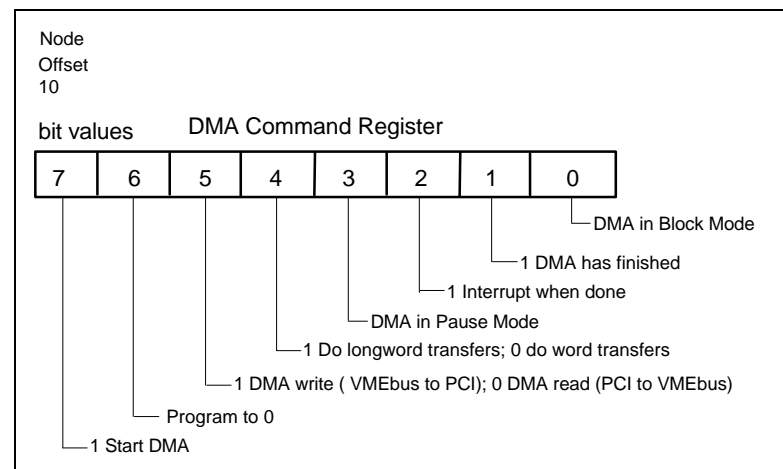 Node
Offset
10
bit values DMA Command Register
7 6 5 4 3 2 1 0
DMA in Block Mode
1 DMA has finished
1 Interrupt when done
DMA in Pause Mode
1 Do longword transfers; 0 do word transfers
1 DMA write ( VMEbus to PCI); 0 DMA read (PCI to VMEbus)
Program to 0
1 Start DMA